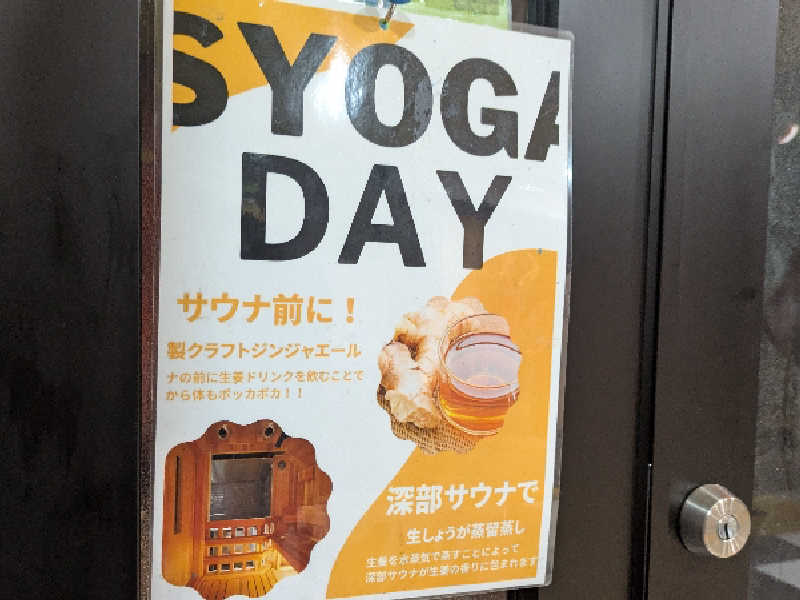 SYOGA
DAY
サウナ前に！
製クラフトジンジャエール
ナの前に生姜ドリンクを飲むことで
から体もポッカポカ！！
深部サウナで
生しょうが蒸留蒸し
生姜を水蒸気で蒸すことによって
深部サウナが生姜の香りに包まれます